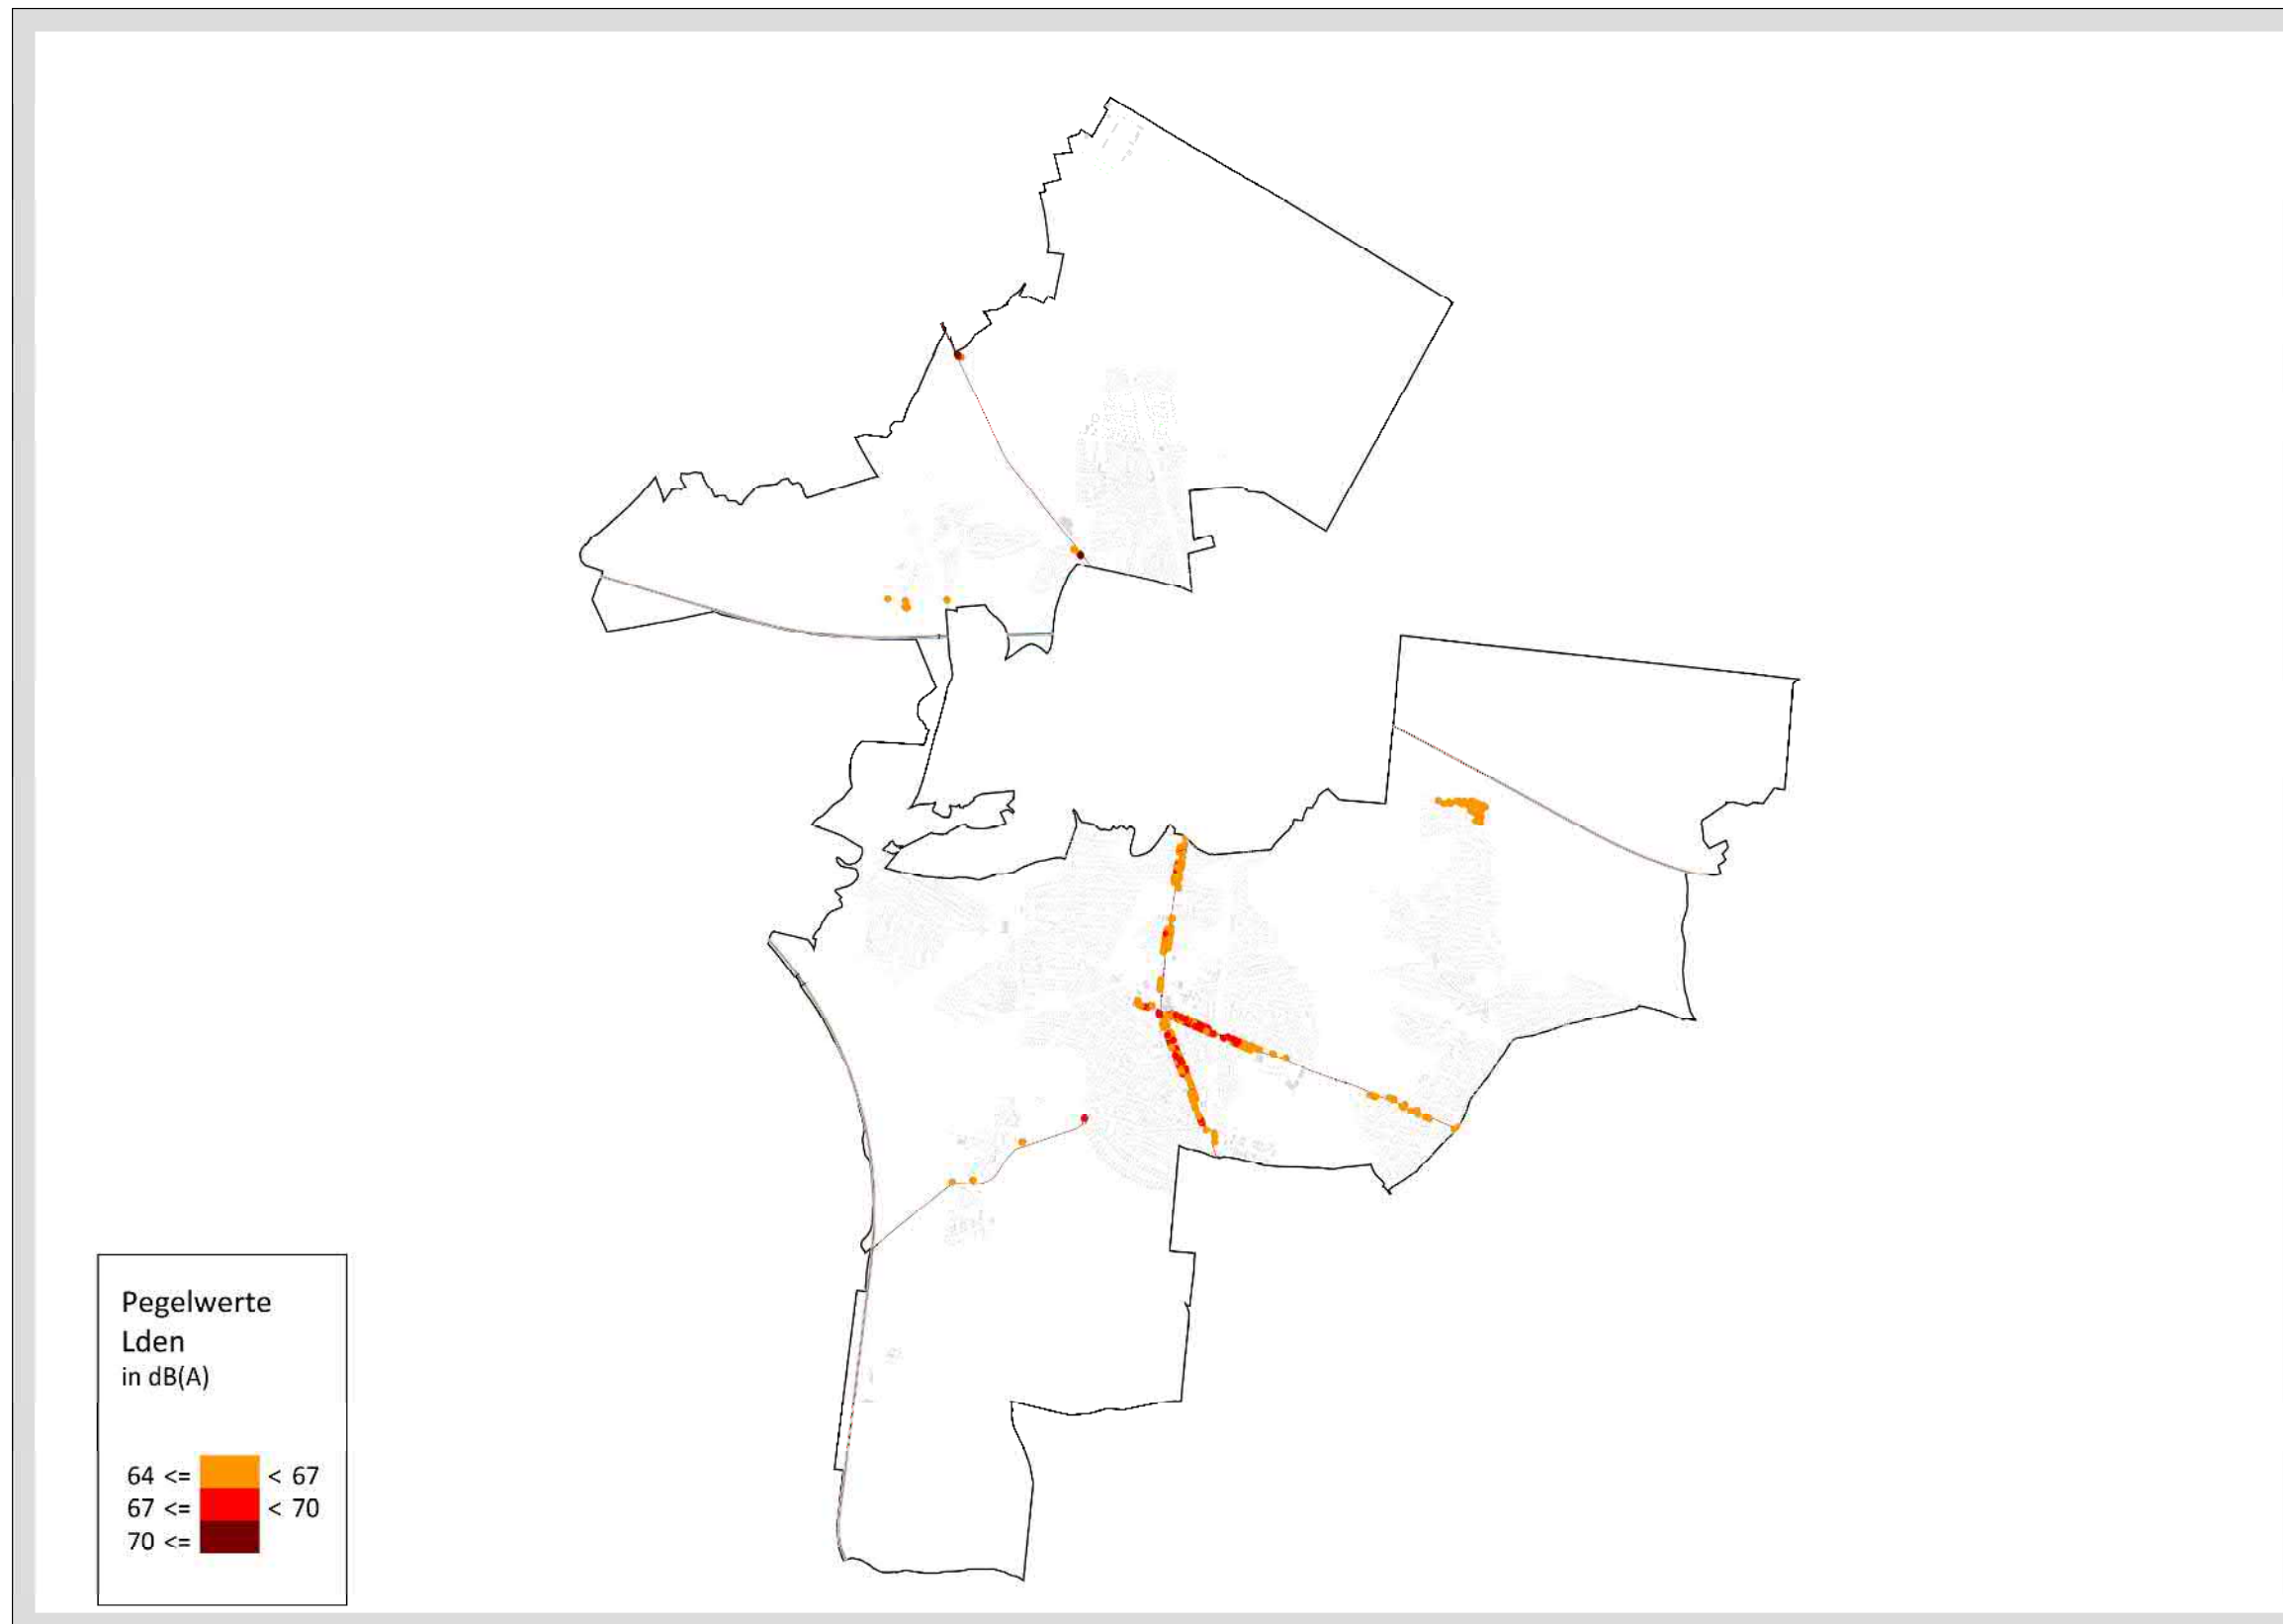 Pegelwerte
Lden
in dB(A)
64 <= < 67
67 <= < 70
70 <=